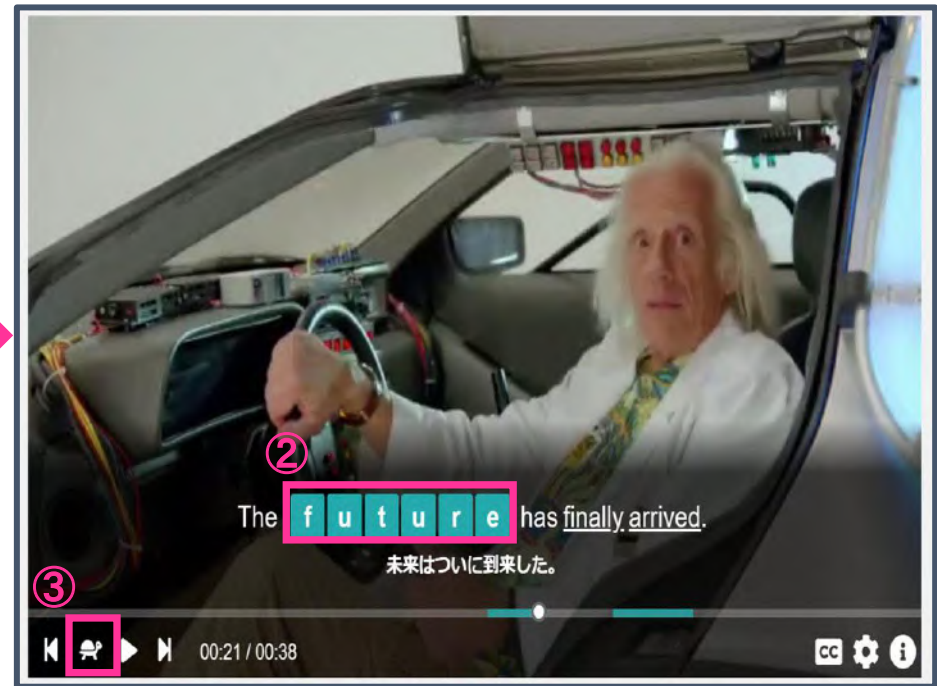 ②
The future has finally arrived.
未来はついに到来した。
③
00:21 / 00:38
CC
i